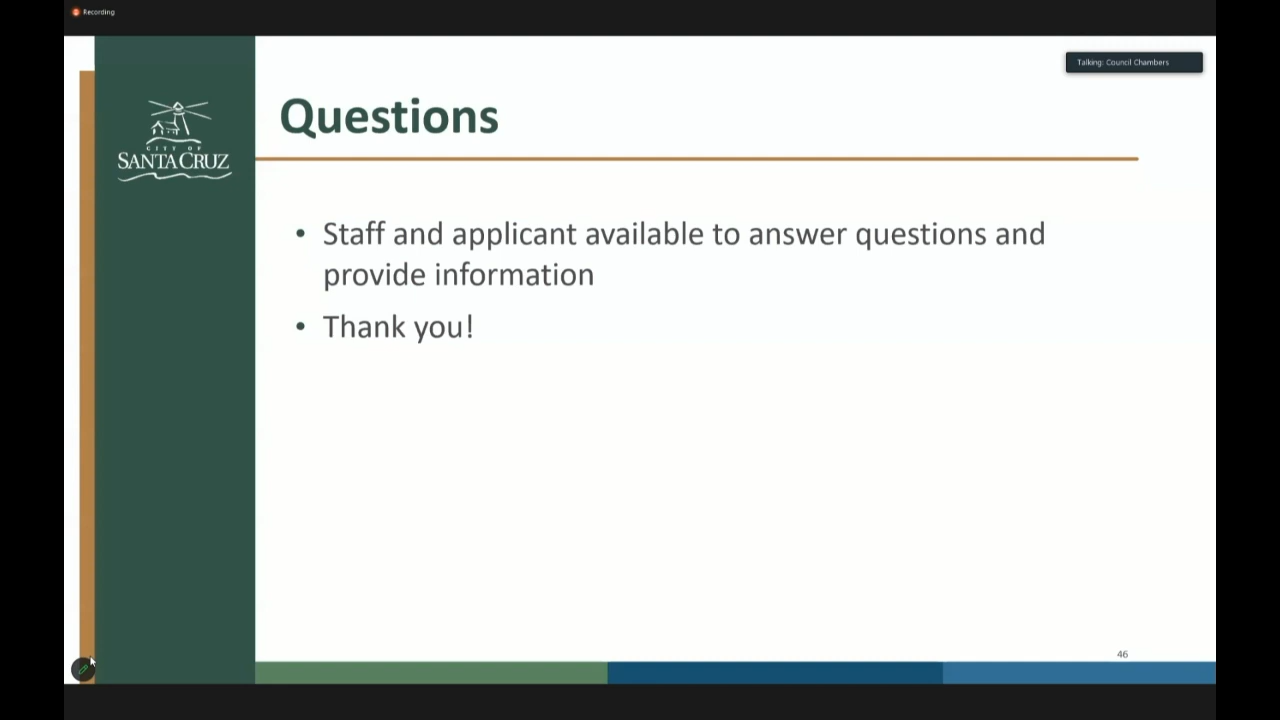 Recording
Talking: Council Chambers
CITY OF
SANTA CRUZ
Questions
• Staff and applicant available to answer questions and
provide information
• Thank you!
46